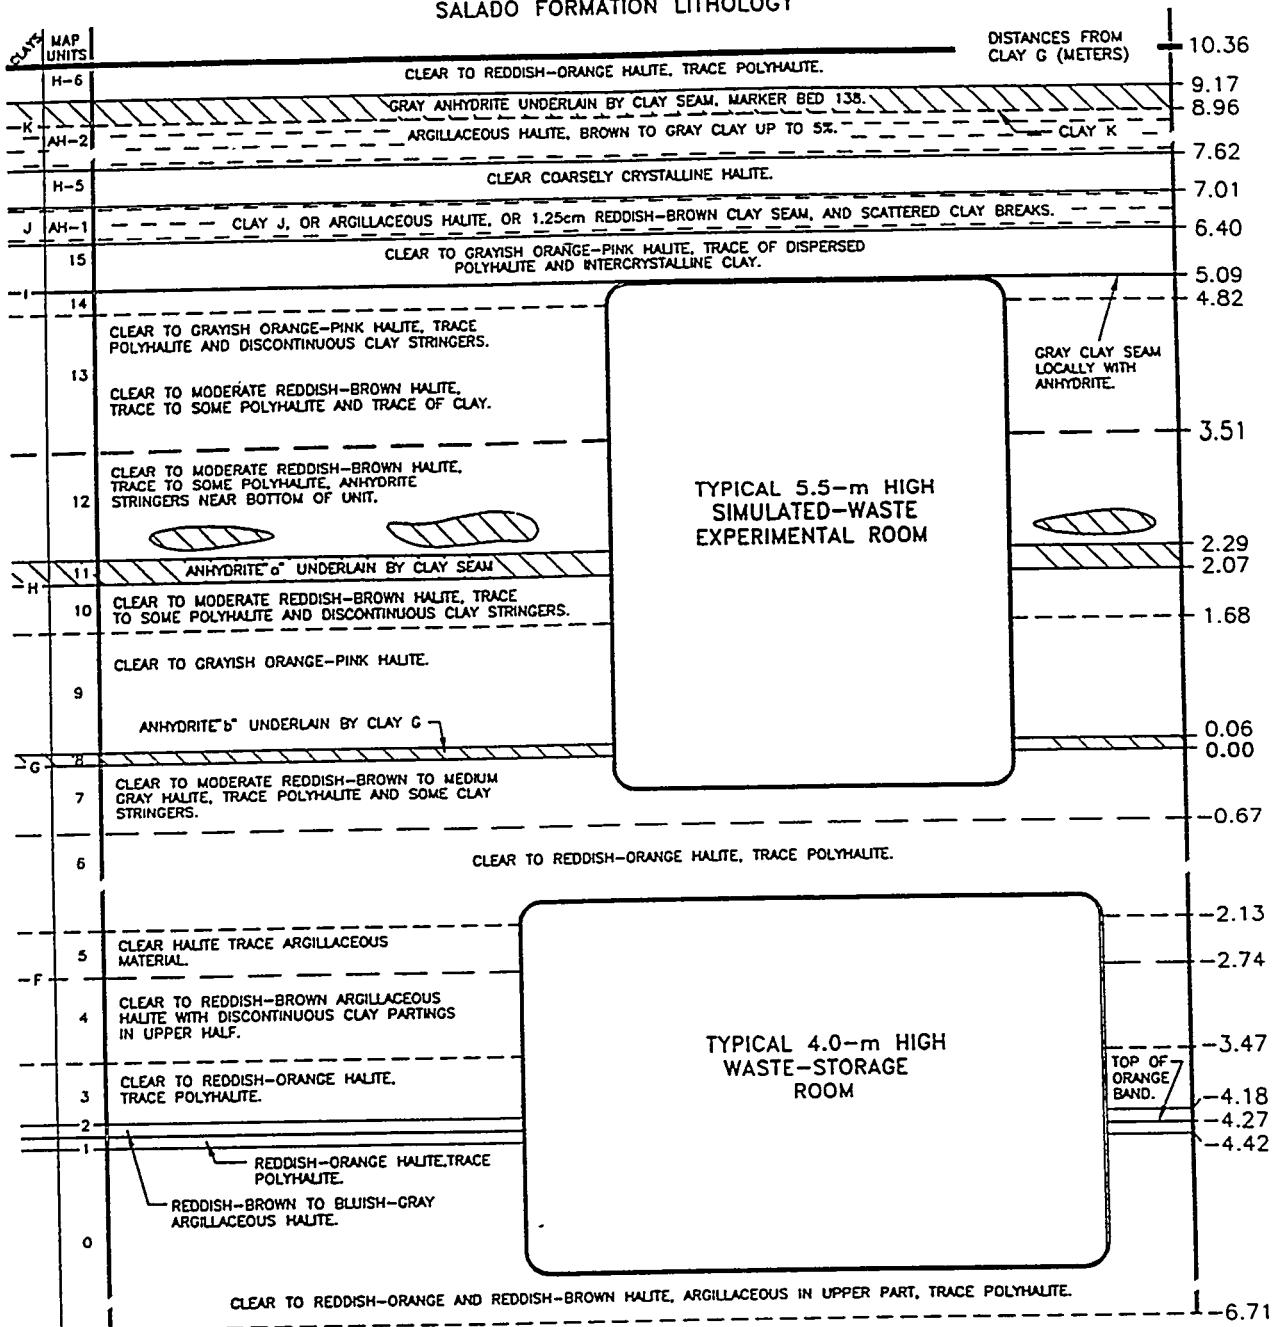 SALADO FORMATION LITHOLOGY
CLAYS
MAP
UNITS
DISTANCES FROM
CLAY G (METERS)
10.36
H-6
CLEAR TO REDDISH-ORANGE HALITE, TRACE POLYHALITE.
9.17
GRAY ANHYDRITE UNDERLAIN BY CLAY SEAM, MARKER BED 138.
8.96
K
AH-2
ARGILLACEOUS HALITE, BROWN TO GRAY CLAY UP TO 5%.
CLAY K
7.62
H-5
CLEAR COARSELY CRYSTALLINE HALITE.
7.01
J
AH-1
CLAY J, OR ARGILLACEOUS HALITE, OR 1.25cm REDDISH-BROWN CLAY SEAM, AND SCATTERED CLAY BREAKS.
6.40
15
CLEAR TO GRAYISH ORANGE-PINK HALITE, TRACE OF DISPERSED
POLYHALITE AND INTERCRYSTALLINE CLAY.
5.09
I
14
4.82
CLEAR TO GRAYISH ORANGE-PINK HALITE, TRACE
POLYHALITE AND DISCONTINUOUS CLAY STRINGERS.
GRAY CLAY SEAM
LOCALLY WITH
ANHYDRITE.
13
CLEAR TO MODERATE REDDISH-BROWN HALITE,
TRACE TO SOME POLYHALITE AND TRACE OF CLAY.
3.51
12
CLEAR TO MODERATE REDDISH-BROWN HALITE,
TRACE TO SOME POLYHALITE, ANHYDRITE
STRINGERS NEAR BOTTOM OF UNIT.
TYPICAL 5.5-m HIGH
SIMULATED-WASTE
EXPERIMENTAL ROOM
2.29
11
ANHYDRITE "a" UNDERLAIN BY CLAY SEAM
2.07
H
10
CLEAR TO MODERATE REDDISH-BROWN HALITE, TRACE
TO SOME POLYHALITE AND DISCONTINUOUS CLAY STRINGERS.
1.68
CLEAR TO GRAYISH ORANGE-PINK HALITE.
9
ANHYDRITE "b" UNDERLAIN BY CLAY G
0.06
0.00
G
8
7
CLEAR TO MODERATE REDDISH-BROWN TO MEDIUM
GRAY HALITE, TRACE POLYHALITE AND SOME CLAY
STRINGERS.
-0.67
6
CLEAR TO REDDISH-ORANGE HALITE, TRACE POLYHALITE.
-2.13
5
CLEAR HALITE TRACE ARGILLACEOUS
MATERIAL.
-2.74
F
4
CLEAR TO REDDISH-BROWN ARGILLACEOUS
HALITE WITH DISCONTINUOUS CLAY PARTINGS
IN UPPER HALF.
TYPICAL 4.0-m HIGH
WASTE-STORAGE
ROOM
-3.47
TOP OF
ORANGE
BAND.
3
CLEAR TO REDDISH-ORANGE HALITE,
TRACE POLYHALITE.
-4.18
2
-4.27
1
-4.42
REDDISH-ORANGE HALITE, TRACE
POLYHALITE.
REDDISH-BROWN TO BLUISH-GRAY
ARGILLACEOUS HALITE.
0
CLEAR TO REDDISH-ORANGE AND REDDISH-BROWN HALITE, ARGILLACEOUS IN UPPER PART, TRACE POLYHALITE.
-6.71